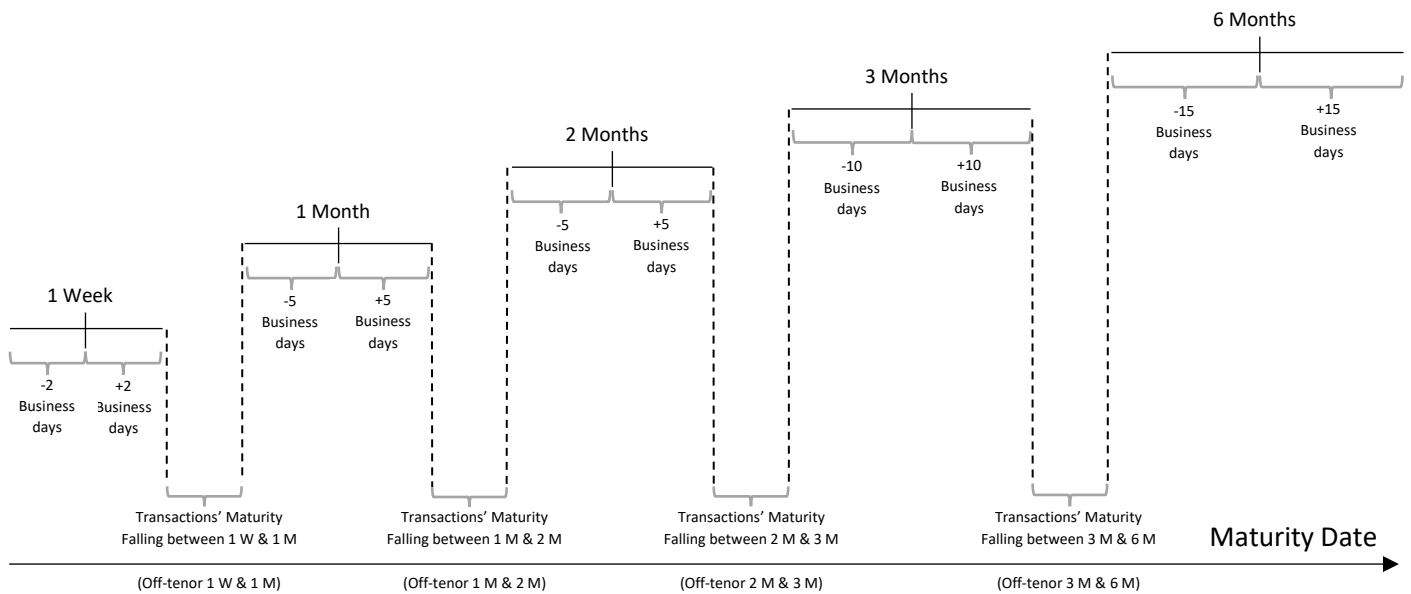 6 Months
-15
Business
days
+15
Business
days
3 Months
-10
Business
days
+10
Business
days
2 Months
-5
Business
days
+5
Business
days
1 Month
-5
Business
days
+5
Business
days
1 Week
-2
Business
days
+2
Business
days
Transactions’ Maturity
Falling between 1 W & 1 M
Transactions’ Maturity
Falling between 1 M & 2 M
Transactions’ Maturity
Falling between 2 M & 3 M
Transactions’ Maturity
Falling between 3 M & 6 M
Maturity Date
(Off-tenor 1 W & 1 M)
(Off-tenor 1 M & 2 M)
(Off-tenor 2 M & 3 M)
(Off-tenor 3 M & 6 M)